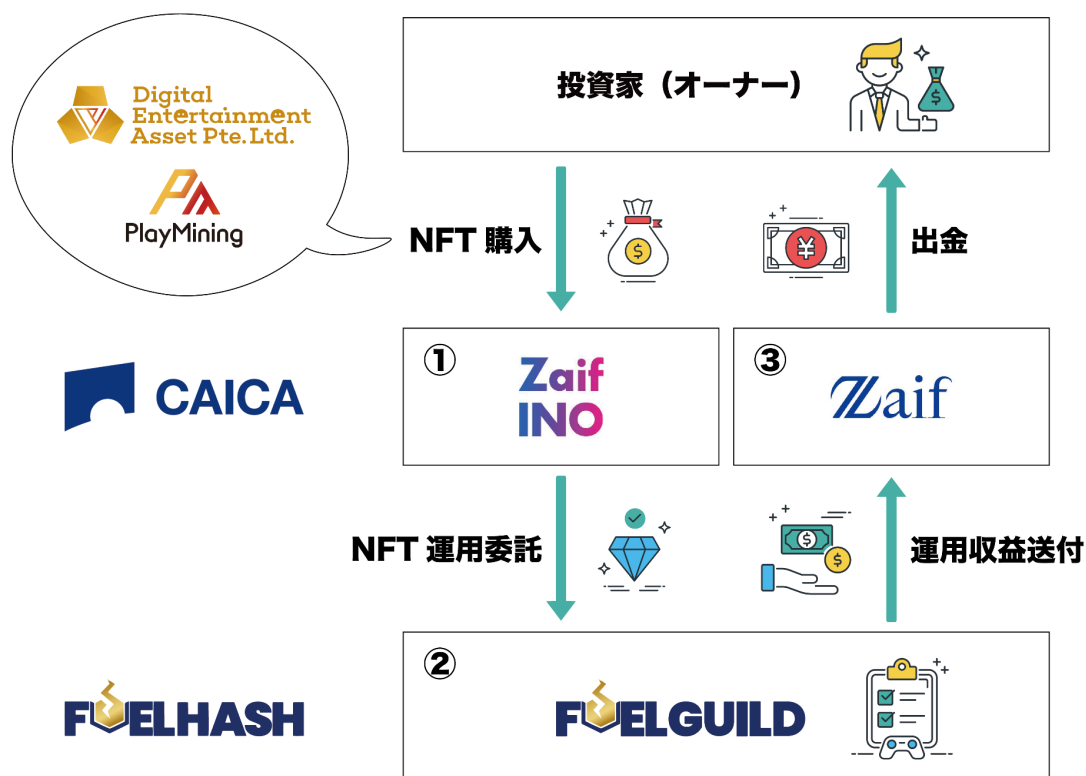 Digital
Entertainment
Asset Pte.Ltd.
PlayMining
投資家（オーナー）
$
NFT 購入
$
¥
出金
CAICA
①
Zaif
INO
③
Zaif
NFT 運用委託
$
$
運用収益送付
②
FUELHASH
FUELGUILD